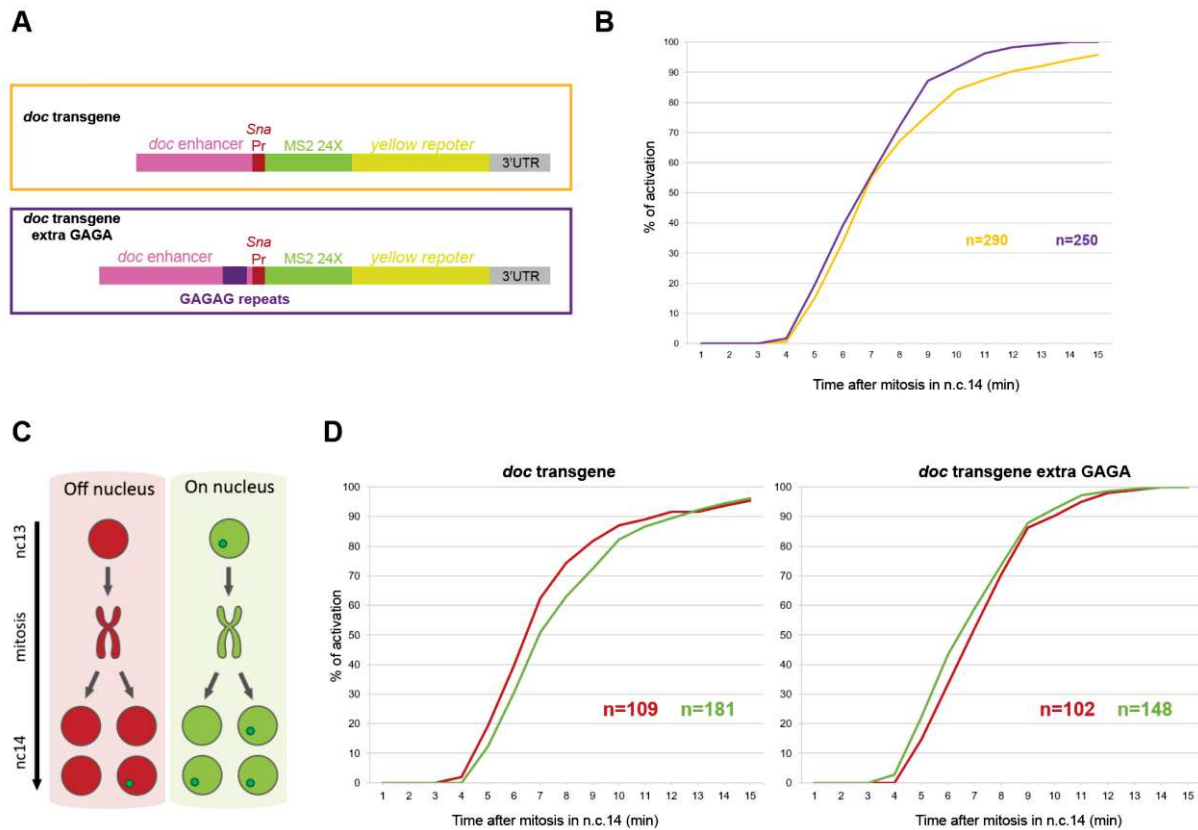 A
doc transgene
Sna
doc enhancer Pr MS2 24X yellow repoter
3'UTR
doc transgene
extra GAGA
Sna
doc enhancer Pr MS2 24X yellow repoter
3'UTR
GAGAG repeats
B
% of activation
100
90
80
70
60
50
40
30
20
10
0
n=290 n=250
1 2 3 4 5 6 7 8 9 10 11 12 13 14 15
Time after mitosis in n.c.14 (min)
C
Off nucleus On nucleus
nc13
mitosis
nc14
D
doc transgene
% of activation
100
90
80
70
60
50
40
30
20
10
0
n=109 n=181
1 2 3 4 5 6 7 8 9 10 11 12 13 14 15
Time after mitosis in n.c.14 (min)
doc transgene extra GAGA
100
90
80
70
60
50
40
30
20
10
0
n=102 n=148
1 2 3 4 5 6 7 8 9 10 11 12 13 14 15
Time after mitosis in n.c.14 (min)